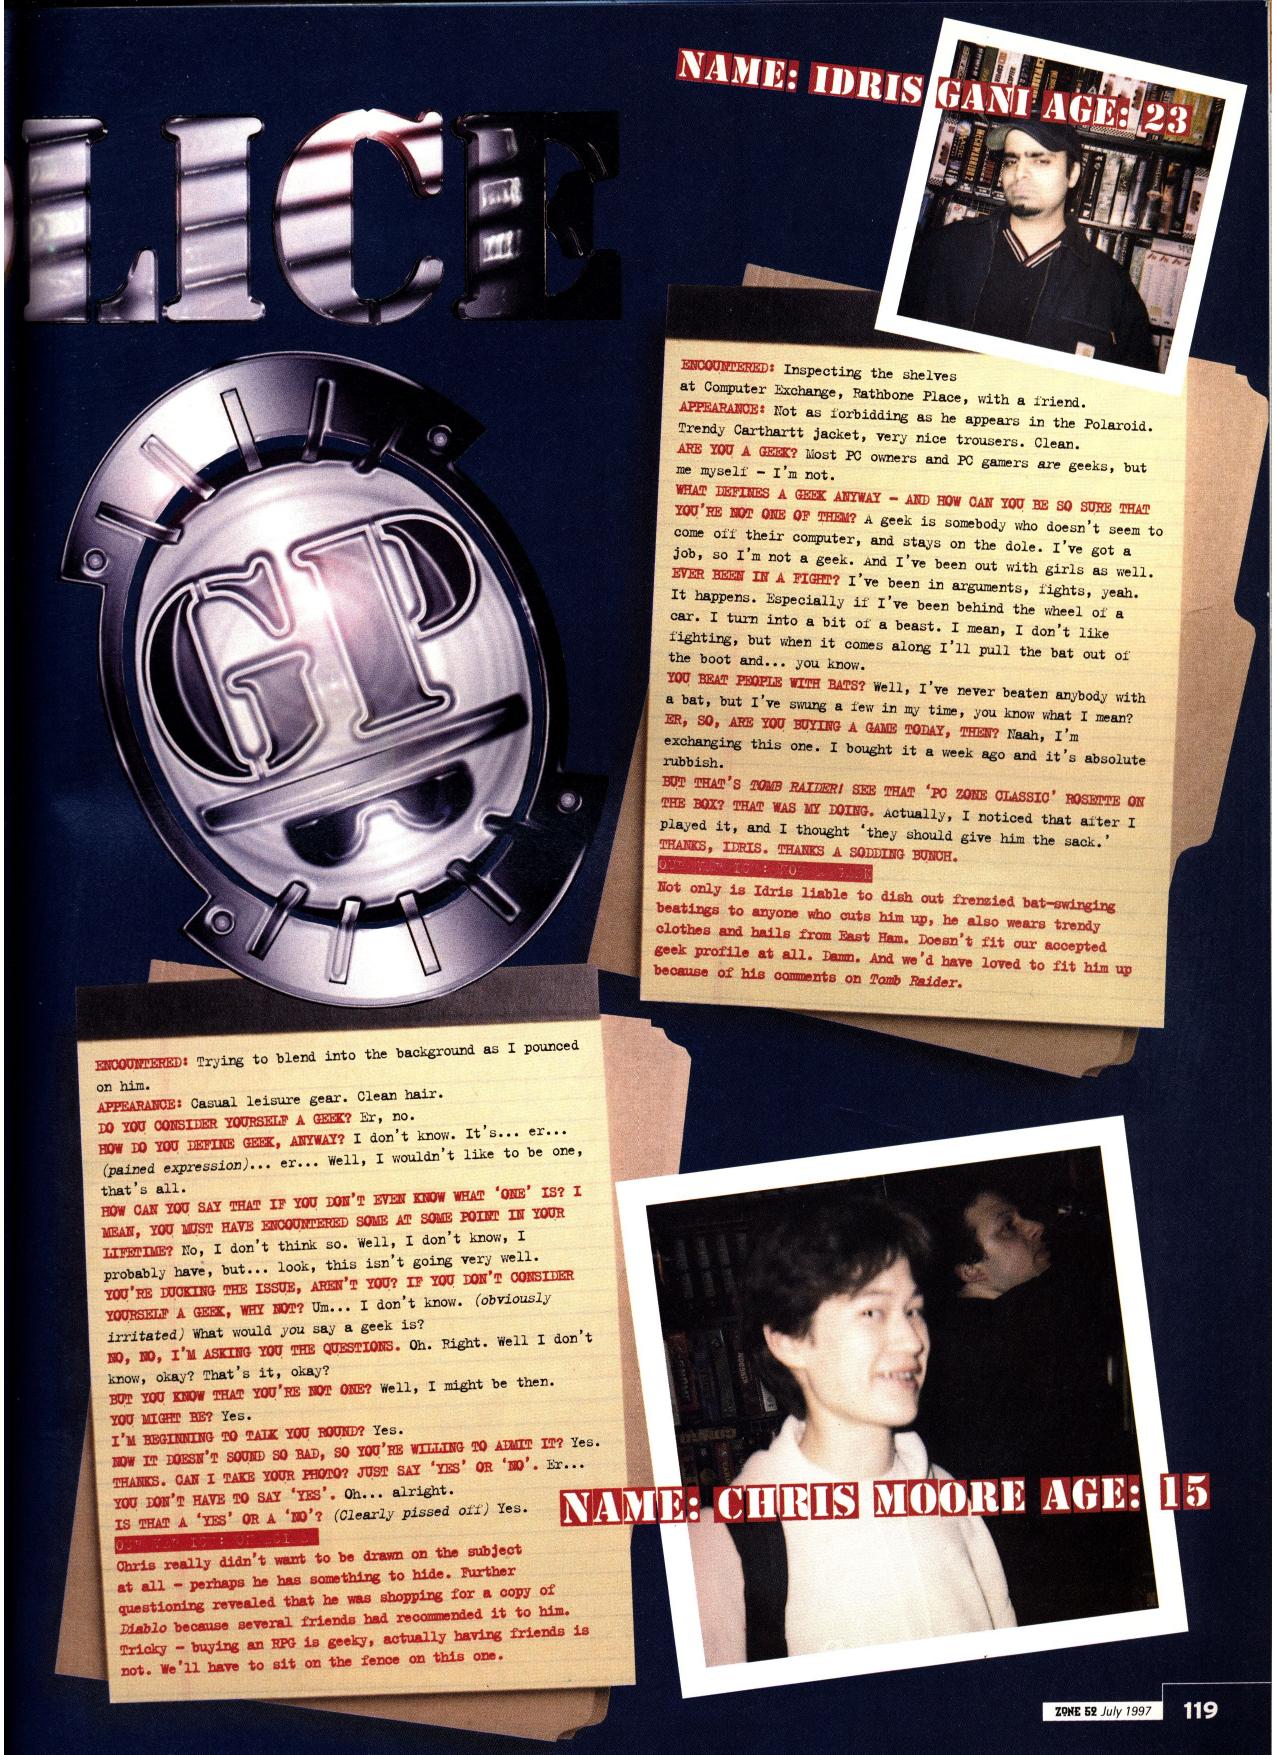 LICE
NAME: IDRIS GANI AGE: 23
ENCOUNTERED: Inspecting the shelves
at Computer Exchange, Rathbone Place, with a friend.
APPEARANCE: Not as forbidding as he appears in the Polaroid.
Trendy Carthartt jacket, very nice trousers. Clean.
ARE YOU A GEEK? Most PC owners and PC gamers are geeks, but
me myself – I'm not.
WHAT DEFINES A GEEK ANYWAY – AND HOW CAN YOU BE SO SURE THAT
YOU'RE NOT ONE OF THEM? A geek is somebody who doesn't seem to
come off their computer, and stays on the dole. I've got a
job, so I'm not a geek. And I've been out with girls as well.
EVER BEEN IN A FIGHT? I've been in arguments, fights, yeah.
It happens. Especially if I've been behind the wheel of a
car. I turn into a bit of a beast. I mean, I don't like
fighting, but when it comes along I'll pull the bat out of
the boot and... you know.
YOU BEAT PEOPLE WITH BATS? Well, I've never beaten anybody with
a bat, but I've swung a few in my time, you know what I mean?
ER, SO, ARE YOU BUYING A GAME TODAY, THEN? Naah, I'm
exchanging this one. I bought it a week ago and it's absolute
rubbish.
BUT THAT'S TOMB RAIDER! SEE THAT 'PC ZONE CLASSIC' ROSETTE ON
THE BOX? THAT WAS MY DOING. Actually, I noticed that after I
played it, and I thought 'they should give him the sack.'
THANKS, IDRIS. THANKS A SODDING BUNCH.
Not only is Idris liable to dish out frenzied bat-swinging
beatings to anyone who cuts him up, he also wears trendy
clothes and hails from East Ham. Doesn't fit our accepted
geek profile at all. Damn. And we'd have loved to fit him up
because of his comments on Tomb Raider.
GP
ENCOUNTERED: Trying to blend into the background as I pounced
on him.
APPEARANCE: Casual leisure gear. Clean hair.
DO YOU CONSIDER YOURSELF A GEEK? Er, no.
HOW DO YOU DEFINE GEEK, ANYWAY? I don't know. It's... er...
(pained expression)... er... Well, I wouldn't like to be one,
that's all.
HOW CAN YOU SAY THAT IF YOU DON'T EVEN KNOW WHAT 'ONE' IS? I
MEAN, YOU MUST HAVE ENCOUNTERED SOME AT SOME POINT IN YOUR
LIFETIME? No, I don't think so. Well, I don't know, I
probably have, but... look, this isn't going very well.
YOU'RE DUCKING THE ISSUE, AREN'T YOU? IF YOU DON'T CONSIDER
YOURSELF A GEEK, WHY NOT? Um... I don't know. (obviously
irritated) What would you say a geek is?
NO, NO, I'M ASKING YOU THE QUESTIONS. Oh. Right. Well I don't
know, okay? That's it, okay?
BUT YOU KNOW THAT YOU'RE NOT ONE? Well, I might be then.
YOU MIGHT BE? Yes.
I'M BEGINNING TO TALK YOU ROUND? Yes.
NOW IT DOESN'T SOUND SO BAD, SO YOU'RE WILLING TO ADMIT IT? Yes.
THANKS. CAN I TAKE YOUR PHOTO? JUST SAY 'YES' OR 'NO'. Er...
YOU DON'T HAVE TO SAY 'YES'. Oh... alright.
IS THAT A 'YES' OR A 'NO'? (Clearly pissed off) Yes.
Chris really didn't want to be drawn on the subject
at all – perhaps he has something to hide. Further
questioning revealed that he was shopping for a copy of
Diablo because several friends had recommended it to him.
Tricky – buying an RPG is geeky, actually having friends is
not. We'll have to sit on the fence on this one.
NAME: CHRIS MOORE AGE: 15
ZONE 52 July 1997 119